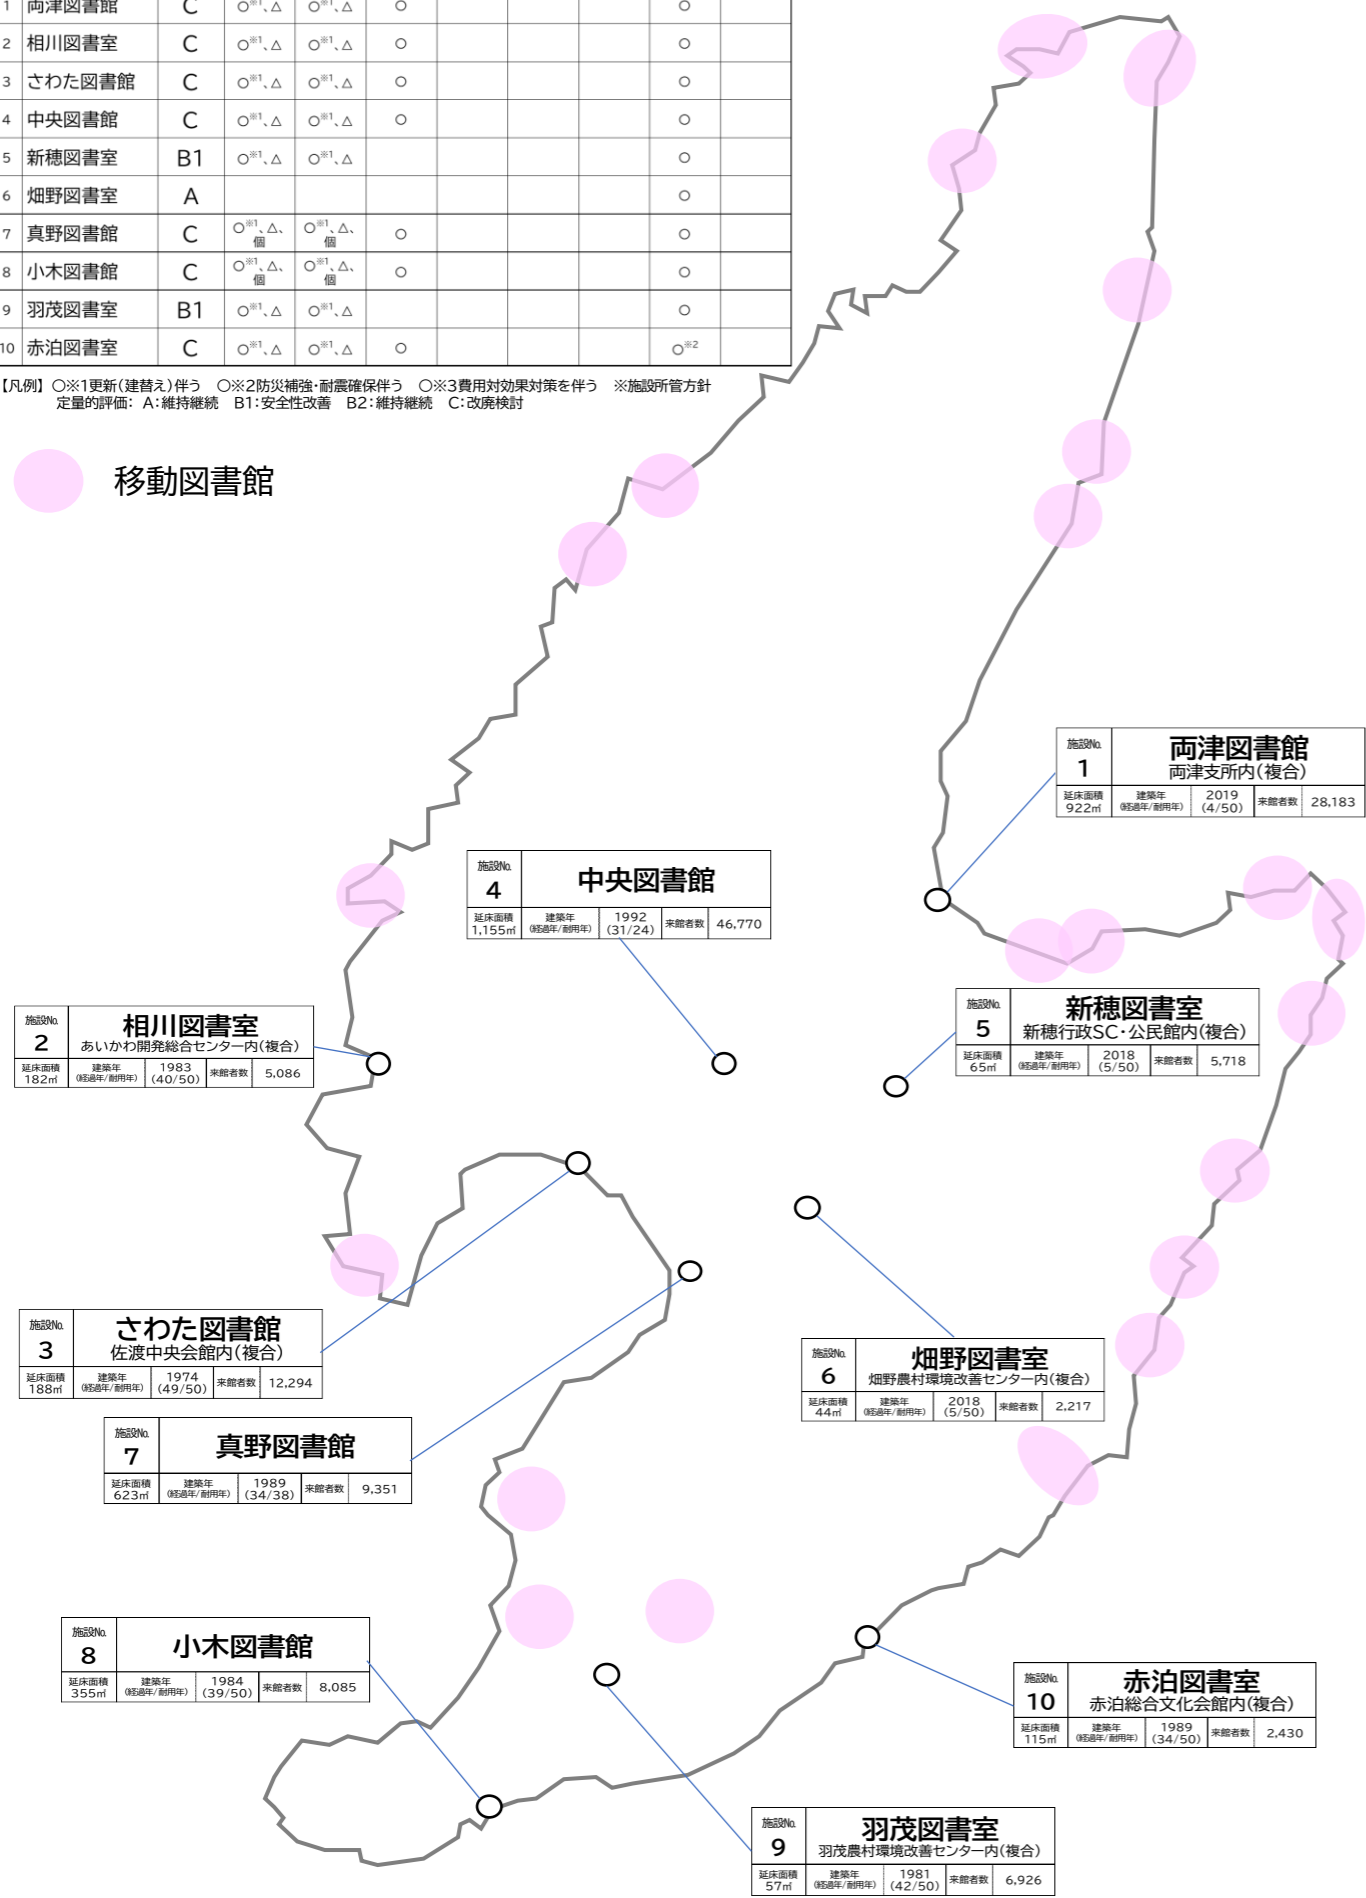 1 両津図書館 C ○※1、△ ○※1、△ ○ ○
2 相川図書室 C ○※1、△ ○※1、△ ○ ○
3 さわた図書館 C ○※1、△ ○※1、△ ○ ○
4 中央図書館 C ○※1、△ ○※1、△ ○ ○
5 新穂図書室 B1 ○※1、△ ○※1、△ ○
6 畑野図書室 A ○
7 真野図書館 C ○※1、△、個 ○※1、△、個 ○ ○
8 小木図書館 C ○※1、△、個 ○※1、△、個 ○ ○
9 羽茂図書室 B1 ○※1、△ ○※1、△ ○
10 赤泊図書室 C ○※1、△ ○※1、△ ○ ○※2
【凡例】 ○※1更新(建替え)伴う ○※2防災補強・耐震確保伴う ○※3費用対効果対策を伴う ※施設所管方針
定量的評価: A:維持継続 B1:安全性改善 B2:維持継続 C:改廃検討
移動図書館
施設No. 1 両津図書館
両津支所内(複合)
延床面積 922㎡ 建築年 (経過年/耐用年) 2019 (4/50) 来館者数 28,183
施設No. 4 中央図書館
延床面積 1,155㎡ 建築年 (経過年/耐用年) 1992 (31/24) 来館者数 46,770
施設No. 5 新穂図書室
新穂行政SC・公民館内(複合)
延床面積 65㎡ 建築年 (経過年/耐用年) 2018 (5/50) 来館者数 5,718
施設No. 2 相川図書室
あいかわ開発総合センター内(複合)
延床面積 182㎡ 建築年 (経過年/耐用年) 1983 (40/50) 来館者数 5,086
施設No. 3 さわた図書館
佐渡中央会館内(複合)
延床面積 188㎡ 建築年 (経過年/耐用年) 1974 (49/50) 来館者数 12,294
施設No. 6 畑野図書室
畑野農村環境改善センター内(複合)
延床面積 44㎡ 建築年 (経過年/耐用年) 2018 (5/50) 来館者数 2,217
施設No. 7 真野図書館
延床面積 623㎡ 建築年 (経過年/耐用年) 1989 (34/38) 来館者数 9,351
施設No. 8 小木図書館
延床面積 355㎡ 建築年 (経過年/耐用年) 1984 (39/50) 来館者数 8,085
施設No. 10 赤泊図書室
赤泊総合文化会館内(複合)
延床面積 115㎡ 建築年 (経過年/耐用年) 1989 (34/50) 来館者数 2,430
施設No. 9 羽茂図書室
羽茂農村環境改善センター内(複合)
延床面積 57㎡ 建築年 (経過年/耐用年) 1981 (42/50) 来館者数 6,926